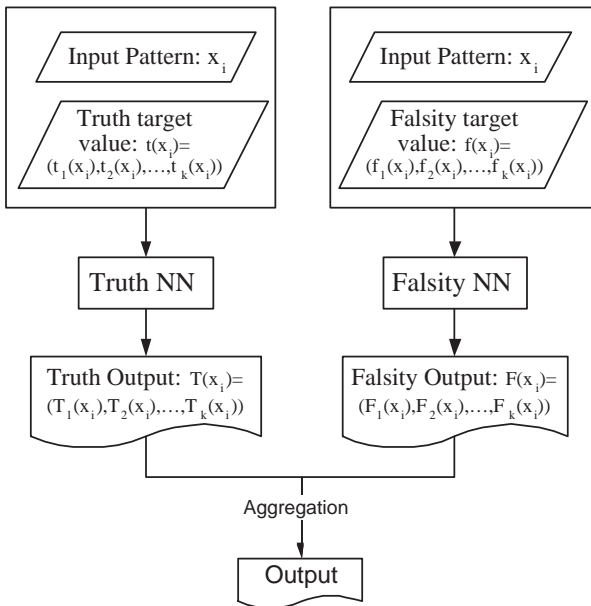 Input Pattern: x_i
Truth target
value: t(x_i)=
(t_1(x_i),t_2(x_i),…,t_k(x_i))
Input Pattern: x_i
Falsity target
value: f(x_i)=
(f_1(x_i),f_2(x_i),…,f_k(x_i))
Truth NN
Falsity NN
Truth Output: T(x_i)=
(T_1(x_i),T_2(x_i),…,T_k(x_i))
Falsity Output: F(x_i)=
(F_1(x_i),F_2(x_i),…,F_k(x_i))
Aggregation
Output